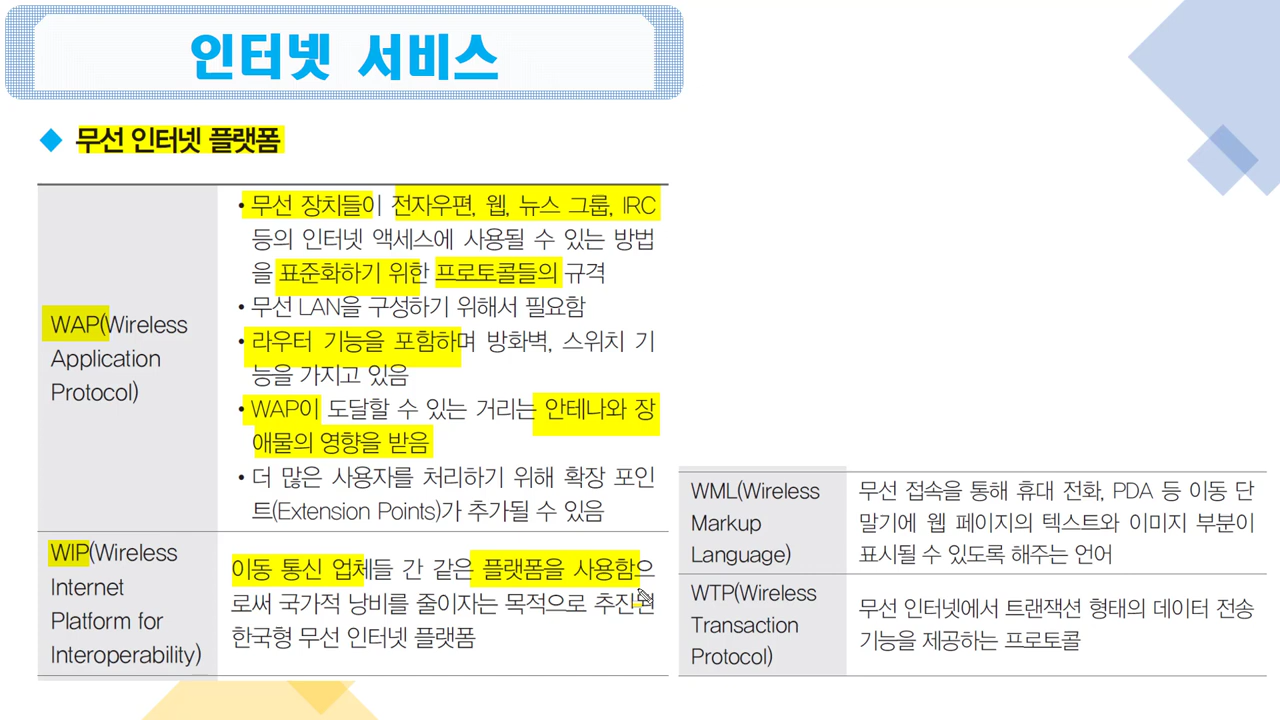 인터넷 서비스
무선 인터넷 플랫폼
WAP(Wireless
Application
Protocol)
• 무선 장치들이 전자우편, 웹, 뉴스 그룹, IRC
등의 인터넷 액세스에 사용될 수 있는 방법
을 표준화하기 위한 프로토콜들의 규격
• 무선 LAN을 구성하기 위해서 필요함
• 라우터 기능을 포함하며 방화벽, 스위치 기
능을 가지고 있음
• WAP이 도달할 수 있는 거리는 안테나와 장
애물의 영향을 받음
• 더 많은 사용자를 처리하기 위해 확장 포인
트(Extension Points)가 추가될 수 있음
WIP(Wireless
Internet
Platform for
Interoperability)
이동 통신 업체들 간 같은 플랫폼을 사용함으
로써 국가적 낭비를 줄이자는 목적으로 추진된
한국형 무선 인터넷 플랫폼
WML(Wireless
Markup
Language)
무선 접속을 통해 휴대 전화, PDA 등 이동 단
말기에 웹 페이지의 텍스트와 이미지 부분이
표시될 수 있도록 해주는 언어
WTP(Wireless
Transaction
Protocol)
무선 인터넷에서 트랜잭션 형태의 데이터 전송
기능을 제공하는 프로토콜